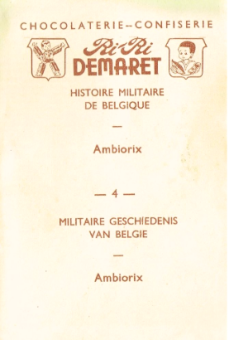 CHOCOLATERIE-CONFISERIE
Ri-Ri
DEMARET
HISTOIRE MILITAIRE
DE BELGIQUE
—
Ambiorix
— 4 —
MILITAIRE GESCHIEDENIS
VAN BELGIE
—
Ambiorix